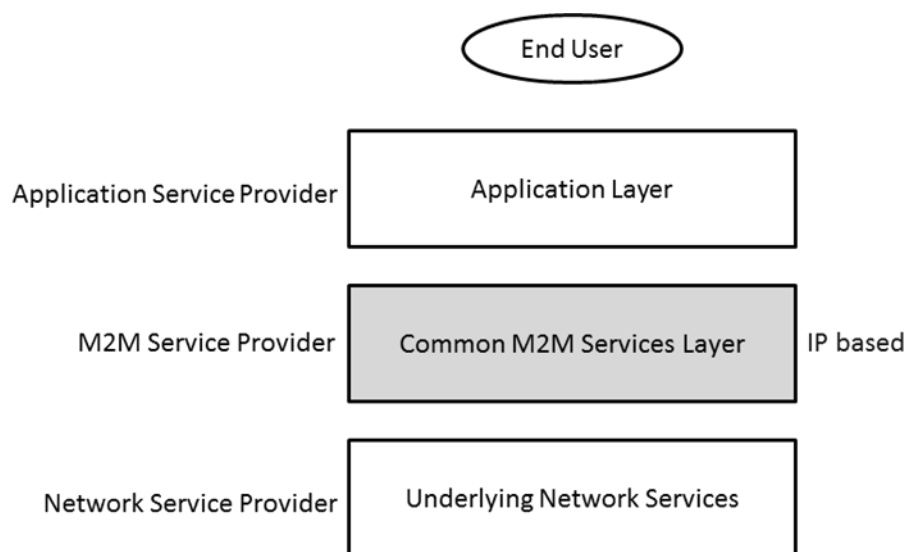 End User
Application Service Provider
Application Layer
M2M Service Provider
Common M2M Services Layer
IP based
Network Service Provider
Underlying Network Services